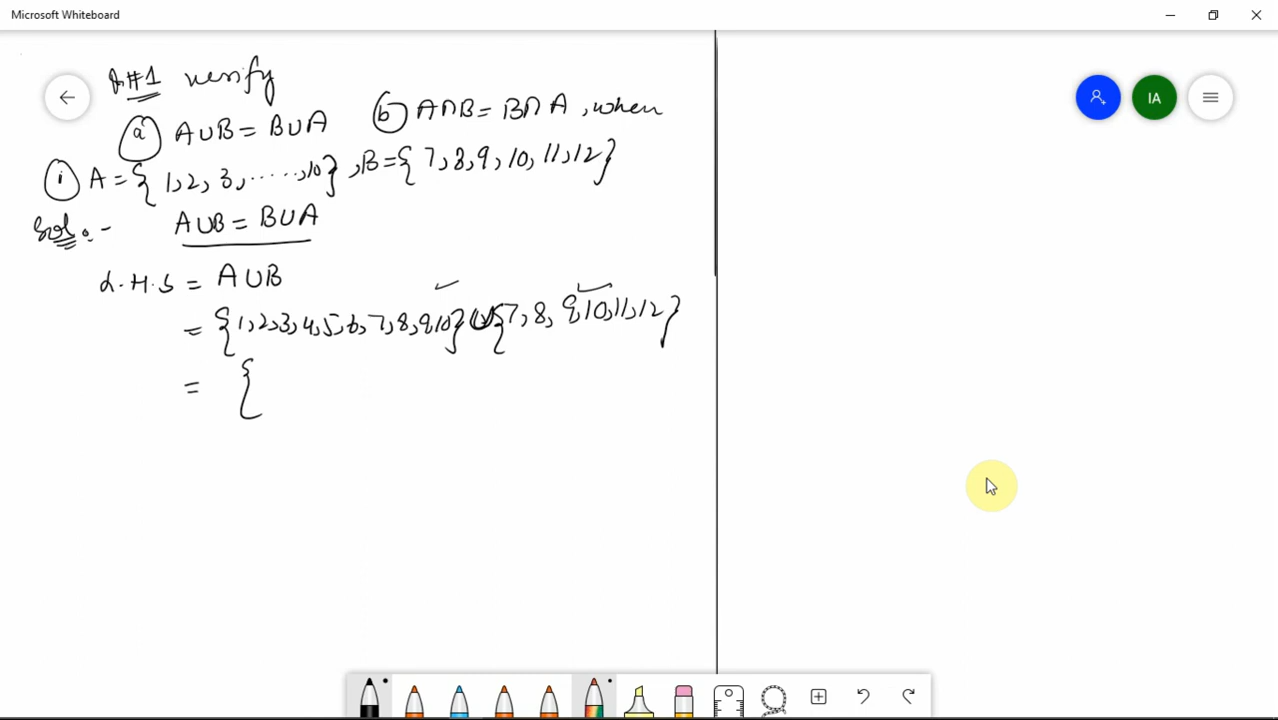 Microsoft Whiteboard
Q.#1 verify
(a) A∪B = B∪A (b) A∩B = B∩A , when
(i) A = { 1,2, 3, ....., 10} , B = { 7, 8, 9, 10, 11, 12}
Sol :- A∪B = B∪A
L.H.S = A∪B
= {1,2,3,4,5,6,7,8,9,10} ∪ {7, 8, 9,10,11,12}
= {
IA